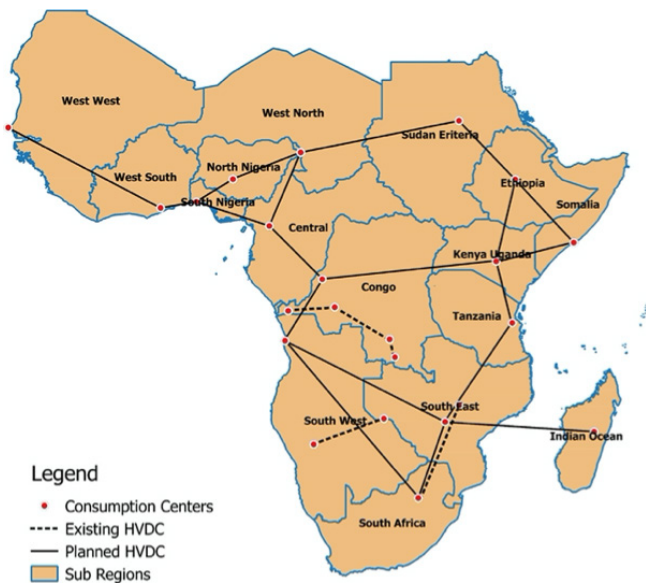 West West
West North
Sudan Eriteria
North Nigeria
West South
Ethiopia
South Nigeria
Somalia
Central
Kenya Uganda
Congo
Tanzania
South East
South West
Indian Ocean
South Africa
Legend
Consumption Centers
Existing HVDC
Planned HVDC
Sub Regions